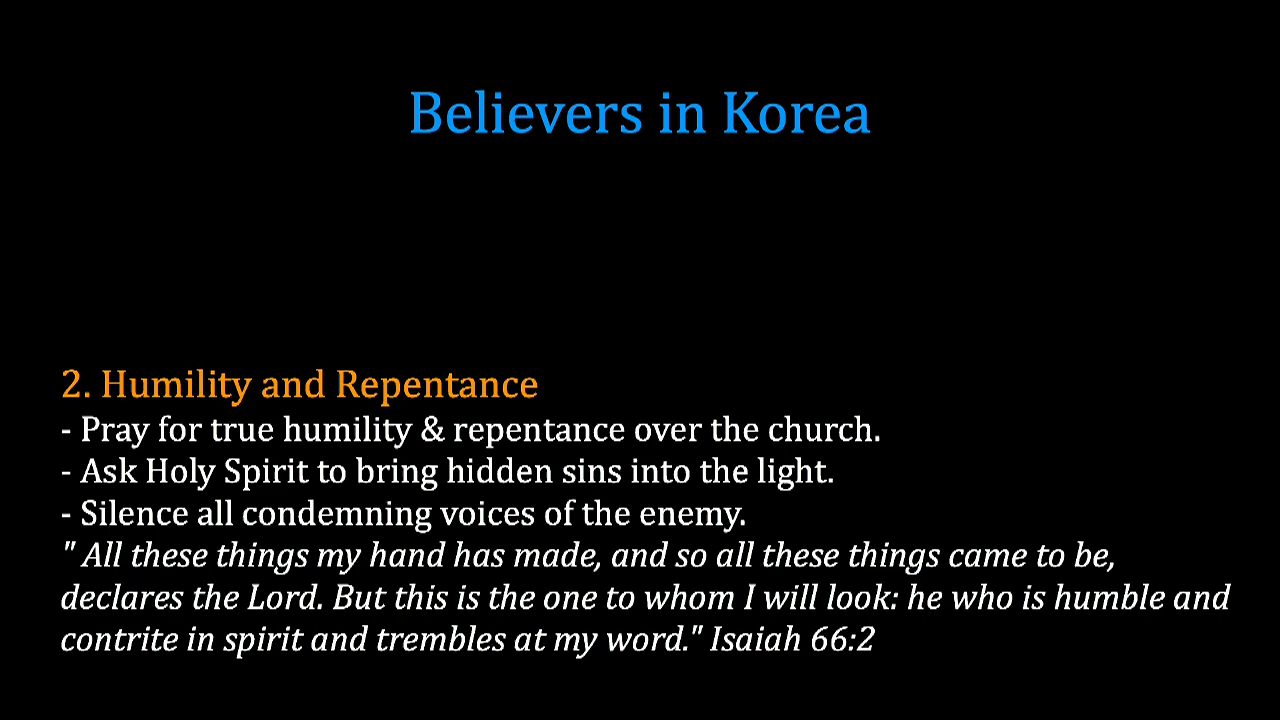 Believers in Korea
2. Humility and Repentance
- Pray for true humility & repentance over the church.
- Ask Holy Spirit to bring hidden sins into the light.
- Silence all condemning voices of the enemy.
" All these things my hand has made, and so all these things came to be,
declares the Lord. But this is the one to whom I will look: he who is humble and
contrite in spirit and trembles at my word." Isaiah 66:2